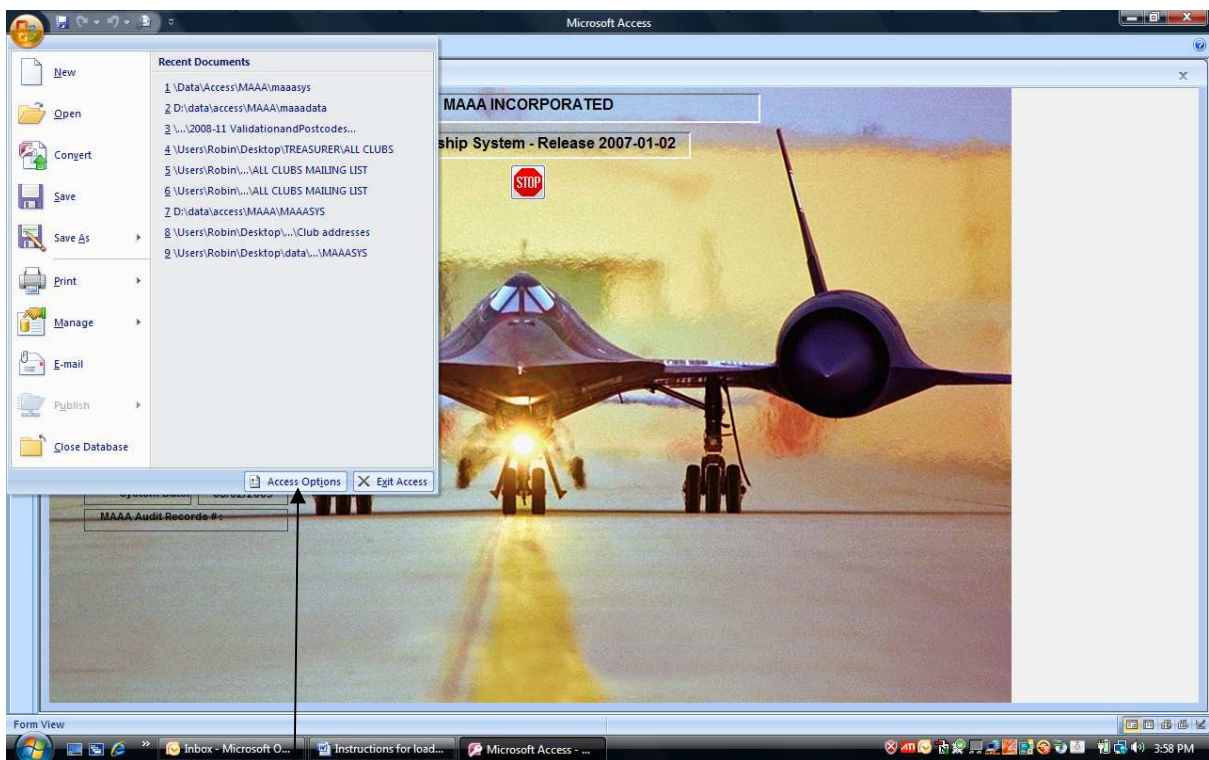 Microsoft Access
New
Open
Convert
Save
Save As
Print
Manage
E-mail
Publish
Close Database
Recent Documents
1 \Data\Access\MAAA\maaasys
2 D:\data\access\MAAA\maaadata
3 \...\2008-11 ValidationandPostcodes...
4 \Users\Robin\Desktop\TREASURER\ALL CLUBS
5 \Users\Robin\...\ALL CLUBS MAILING LIST
6 \Users\Robin\...\ALL CLUBS MAILING LIST
7 D:\data\access\MAAA\MAAASYS
8 \Users\Robin\Desktop\...\Club addresses
9 \Users\Robin\Desktop\data\...\MAAASYS
Access Options
Exit Access
MAAA INCORPORATED
ship System - Release 2007-01-02
STOP
MAAA Audit Records # :
Form View
Inbox - Microsoft O...
Instructions for load...
Microsoft Access - ...
3:58 PM